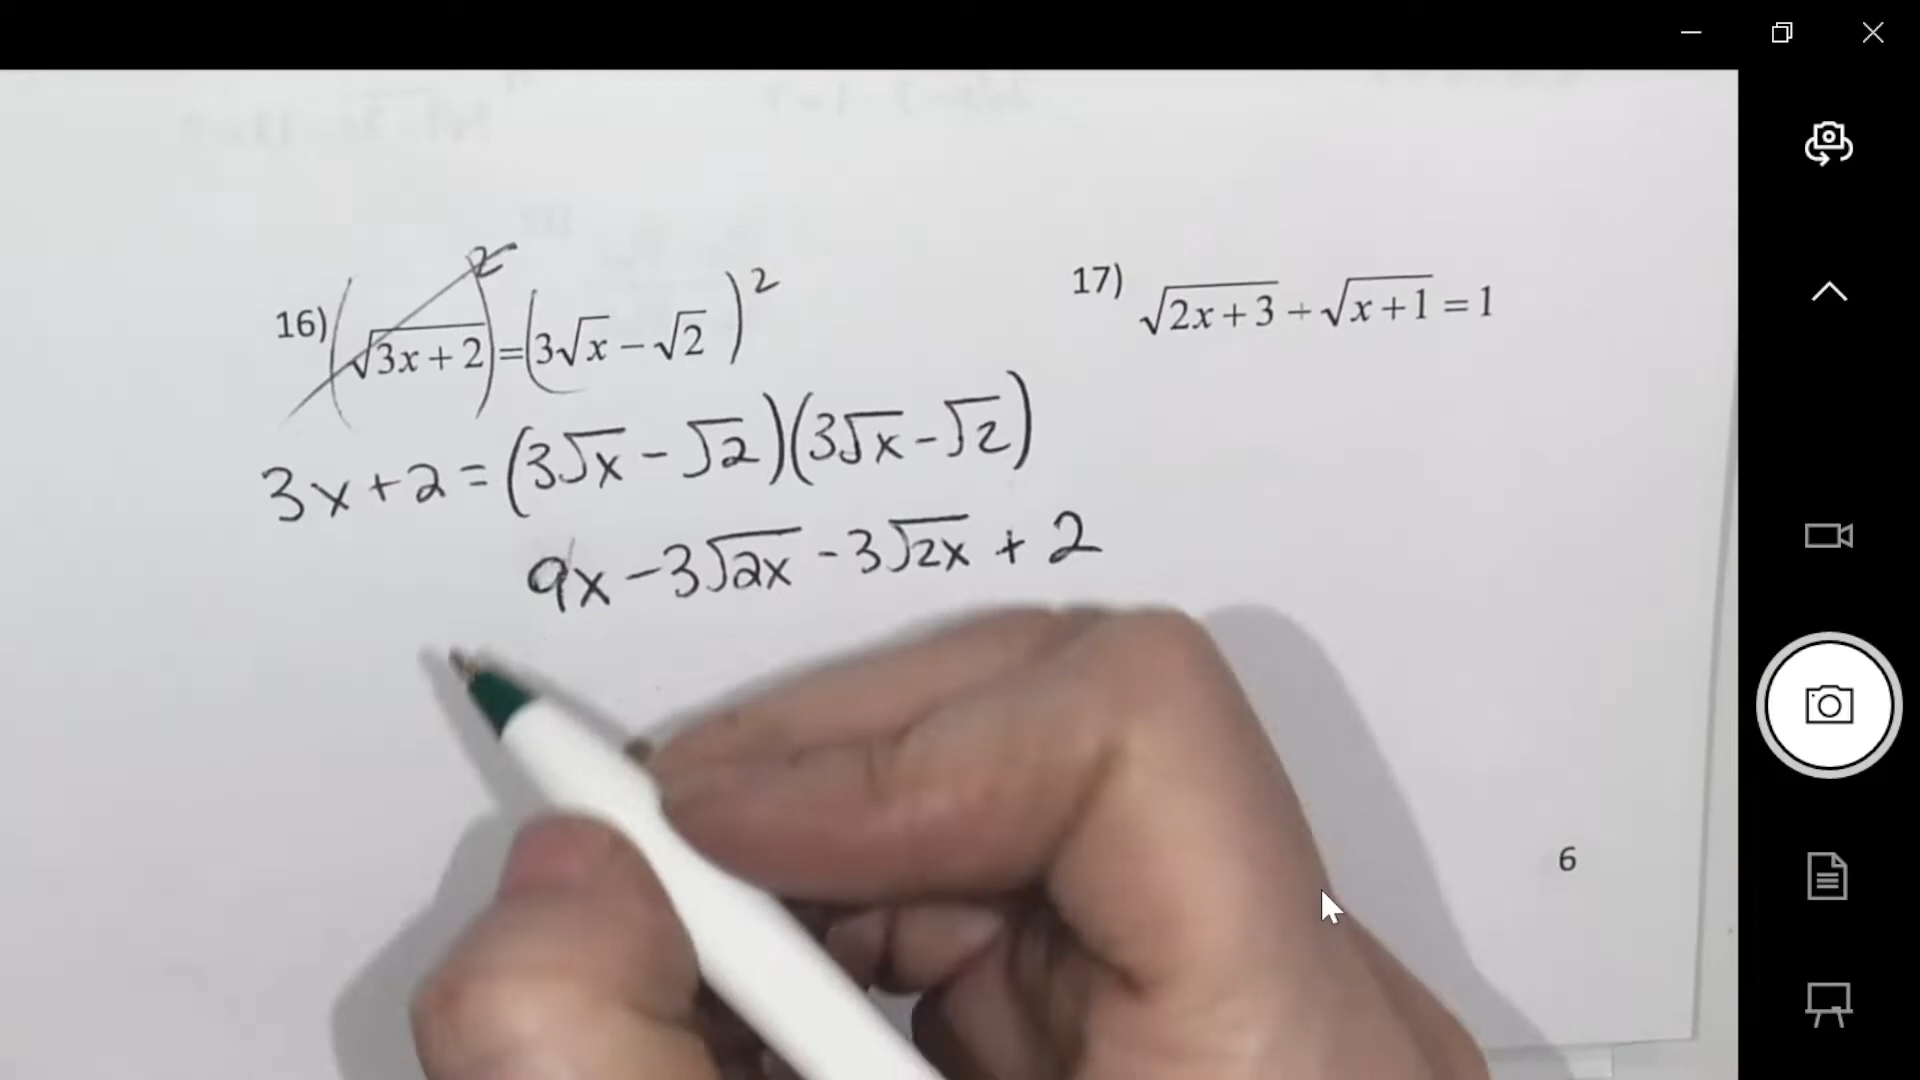 16) (√3x + 2)² = (3√x − √2)²
3x + 2 = (3√x − √2)(3√x − √2)
9x − 3√2x − 3√2x + 2
17) √2x + 3 − √x + 1 = 1
6